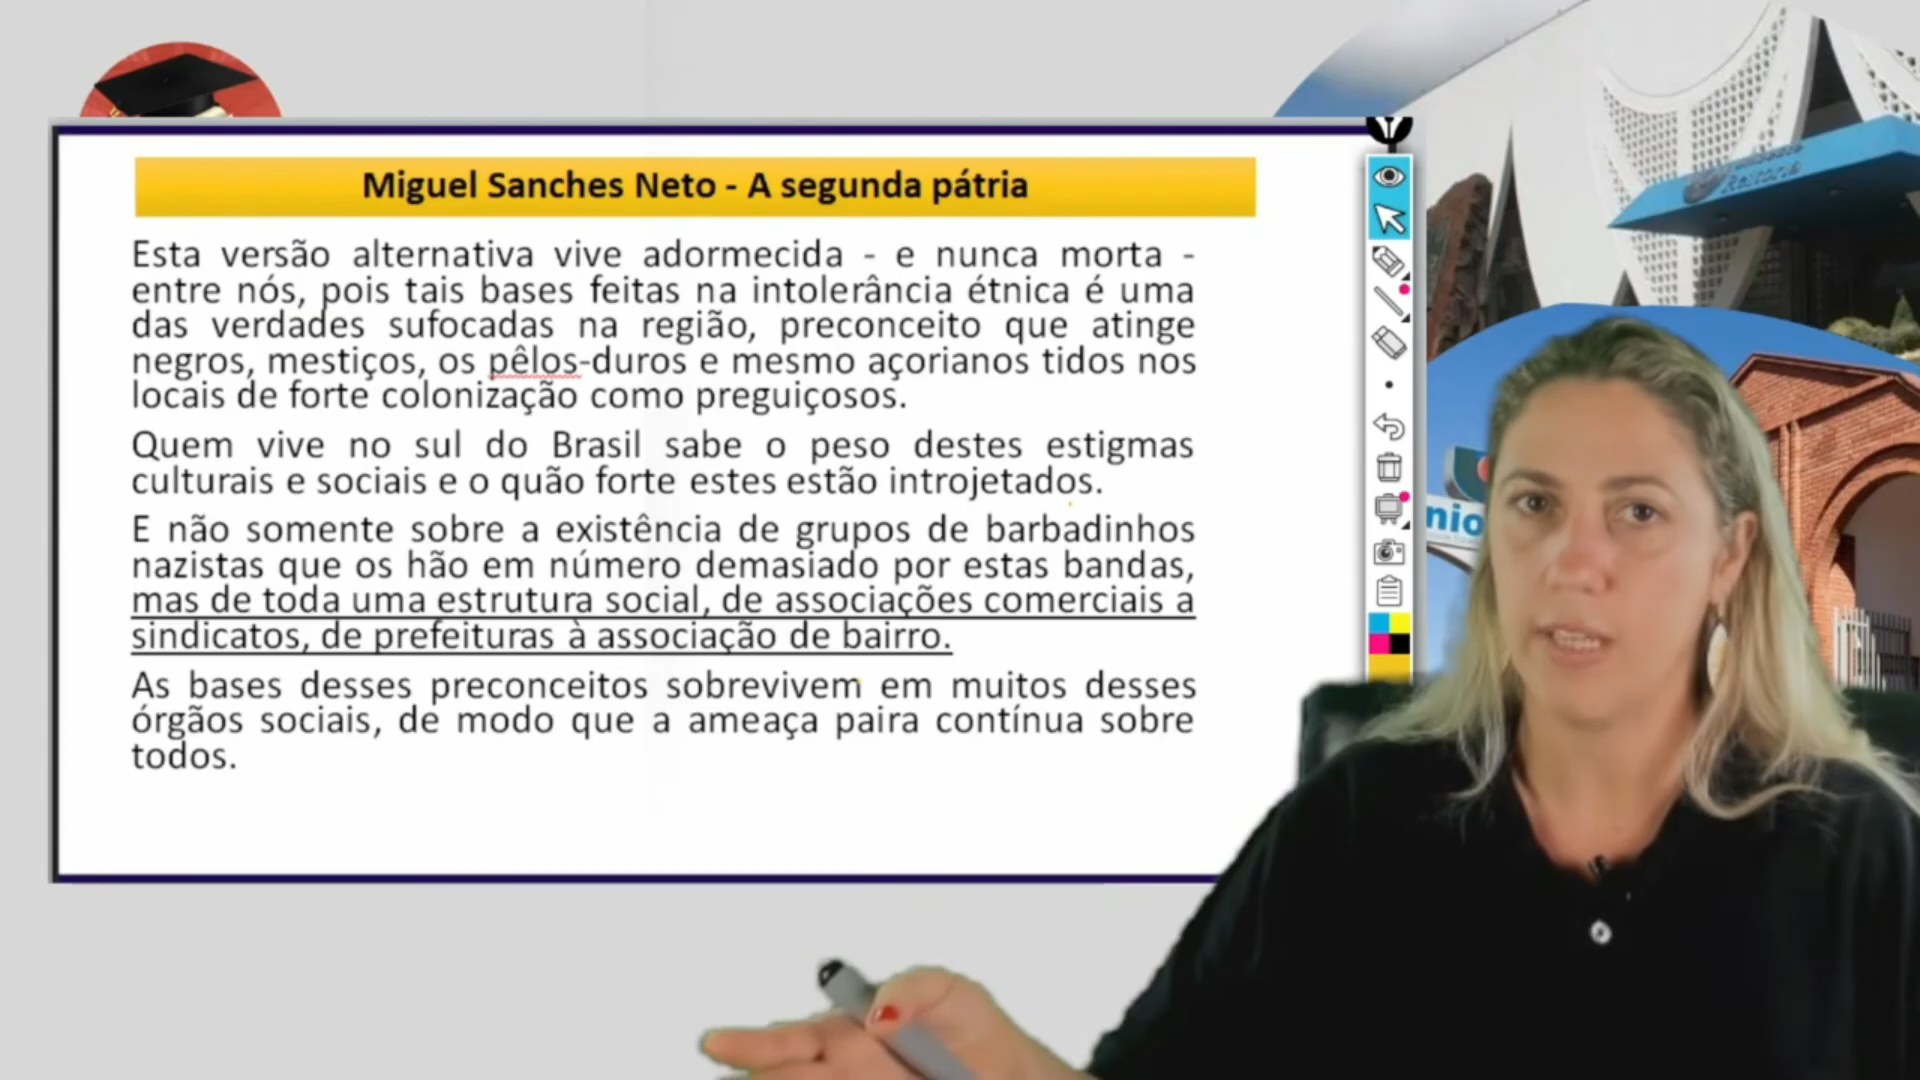 Miguel Sanches Neto - A segunda pátria
Esta versão alternativa vive adormecida - e nunca morta -
entre nós, pois tais bases feitas na intolerância étnica é uma
das verdades sufocadas na região, preconceito que atinge
negros, mestiços, os pêlos-duros e mesmo açorianos tidos nos
locais de forte colonização como preguiçosos.
Quem vive no sul do Brasil sabe o peso destes estigmas
culturais e sociais e o quão forte estes estão introjetados.
E não somente sobre a existência de grupos de barbadinhos
nazistas que os hão em número demasiado por estas bandas,
mas de toda uma estrutura social, de associações comerciais a
sindicatos, de prefeituras à associação de bairro.
As bases desses preconceitos sobrevivem em muitos desses
órgãos sociais, de modo que a ameaça paira contínua sobre
todos.
nio